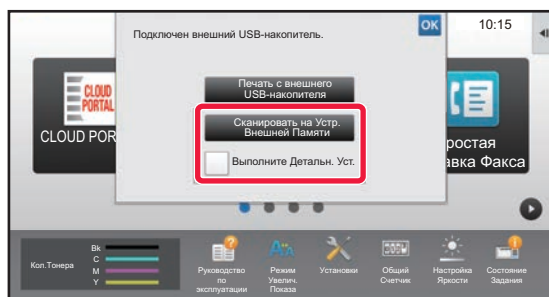 Подключен внешний USB-накопитель.
OK
10:15
Печать с внешнего
USB-накопителя
Сканировать на Устр.
Внешней Памяти
Выполните Детальн. Уст.
CLOUD
PORTAL
CLOUD POR
ростая
авка Факса
Кол.Тонера
Bk
C
M
Y
Руководство
по
эксплуатации
Режим
Увелич.
Показа
Установки
Общий
Счетчик
Настройка
Яркости
Состояние
Задания